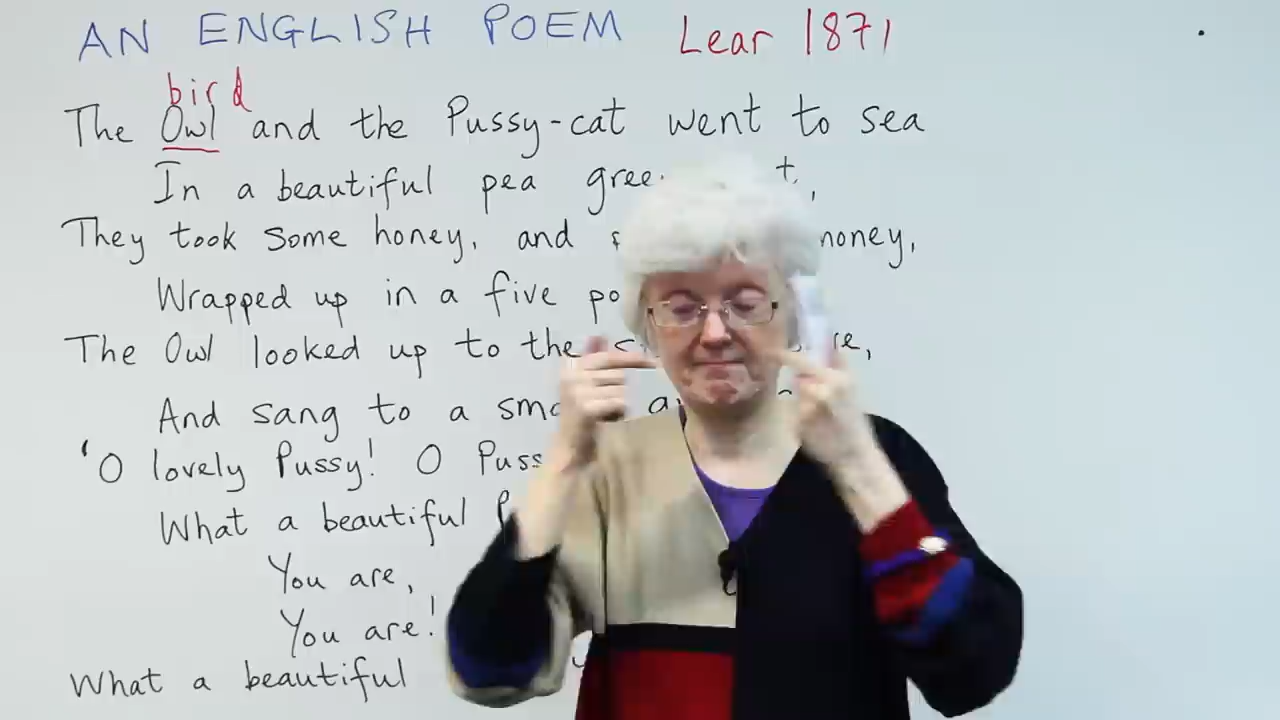 AN ENGLISH POEM Lear 1871
bird
The Owl and the Pussy-cat went to sea
In a beautiful pea
They took some honey, and
Wrapped up in a five
The Owl looked up to the
And sang to a
'O lovely Pussy! O
What a beautiful
You are,
You are!
What a beautiful